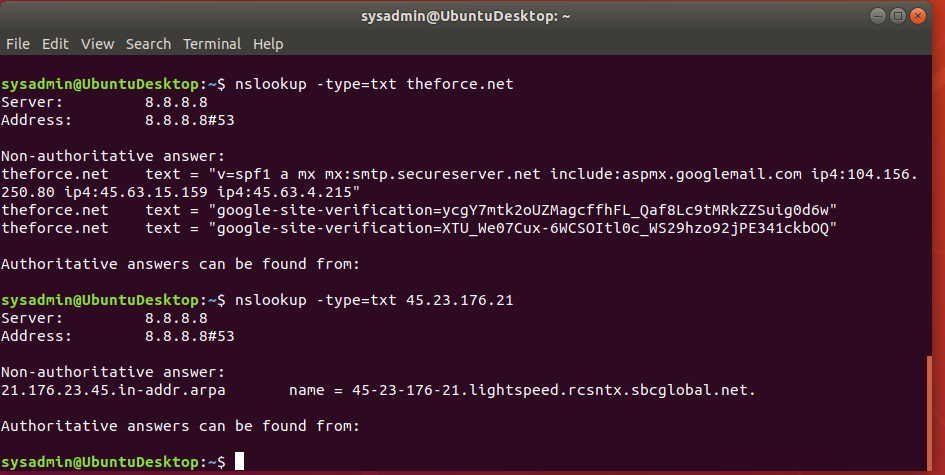 sysadmin@UbuntuDesktop: ~
File Edit View Search Terminal Help
sysadmin@UbuntuDesktop:~$ nslookup -type=txt theforce.net
Server: 8.8.8.8
Address: 8.8.8.8#53
Non-authoritative answer:
theforce.net text = "v=spf1 a mx mx:smtp.secureserver.net include:aspmx.googlemail.com ip4:104.156.
250.80 ip4:45.63.15.159 ip4:45.63.4.215"
theforce.net text = "google-site-verification=ycgY7mtk2oUZMagcffhFL_Qaf8Lc9tMRkZZSuig0d6w"
theforce.net text = "google-site-verification=XTU_We07Cux-6WCSOItl0c_WS29hzo92jPE341ckbOQ"
Authoritative answers can be found from:
sysadmin@UbuntuDesktop:~$ nslookup -type=txt 45.23.176.21
Server: 8.8.8.8
Address: 8.8.8.8#53
Non-authoritative answer:
21.176.23.45.in-addr.arpa name = 45-23-176-21.lightspeed.rcsntx.sbcglobal.net.
Authoritative answers can be found from:
sysadmin@UbuntuDesktop:~$